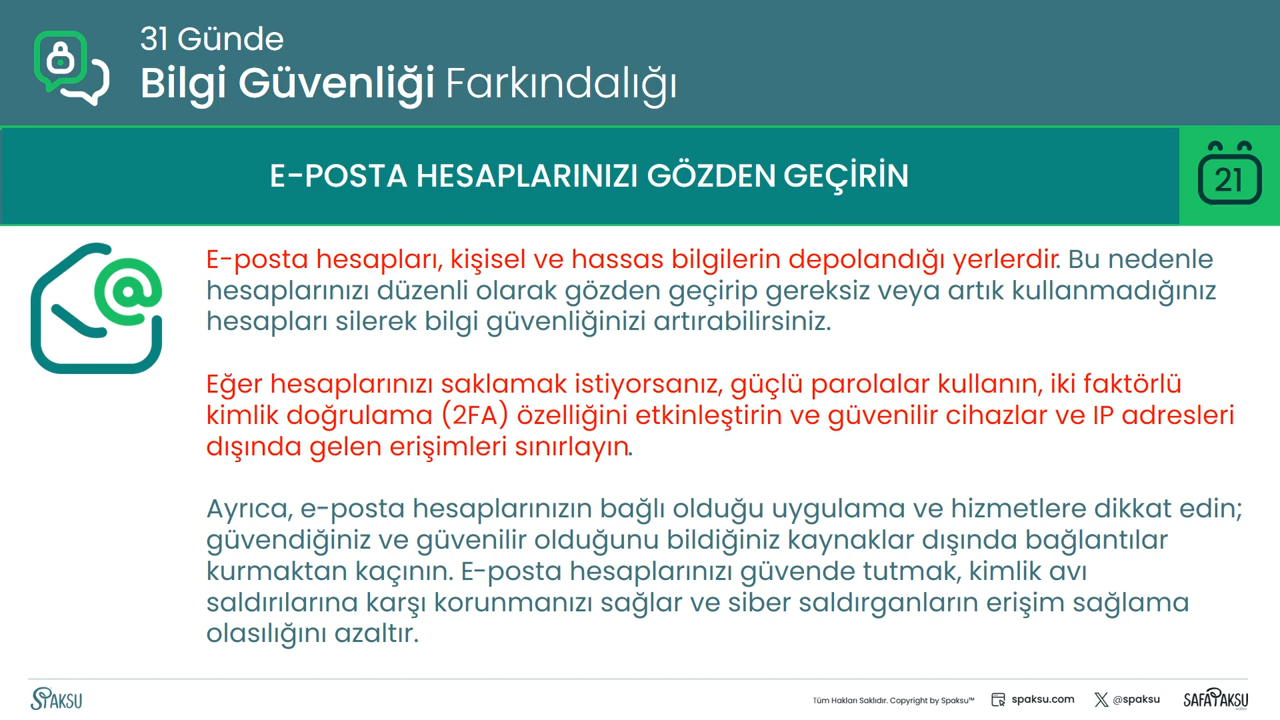 31 Günde
Bilgi Güvenliği Farkındalığı
E-POSTA HESAPLARINIZI GÖZDEN GEÇİRİN
21
E-posta hesapları, kişisel ve hassas bilgilerin depolandığı yerlerdir. Bu nedenle
hesaplarınızı düzenli olarak gözden geçirip gereksiz veya artık kullanmadığınız
hesapları silerek bilgi güvenliğinizi artırabilirsiniz.
Eğer hesaplarınızı saklamak istiyorsanız, güçlü parolalar kullanın, iki faktörlü
kimlik doğrulama (2FA) özelliğini etkinleştirin ve güvenilir cihazlar ve IP adresleri
dışında gelen erişimleri sınırlayın.
Ayrıca, e-posta hesaplarınızın bağlı olduğu uygulama ve hizmetlere dikkat edin;
güvendiğiniz ve güvenilir olduğunu bildiğiniz kaynaklar dışında bağlantılar
kurmaktan kaçının. E-posta hesaplarınızı güvende tutmak, kimlik avı
saldırılarına karşı korunmanızı sağlar ve siber saldırganların erişim sağlama
olasılığını azaltır.
SPAKSU
Tüm Hakları Saklıdır. Copyright by Spaksu™
spaksu.com
@spaksu
SAFA PAKSU